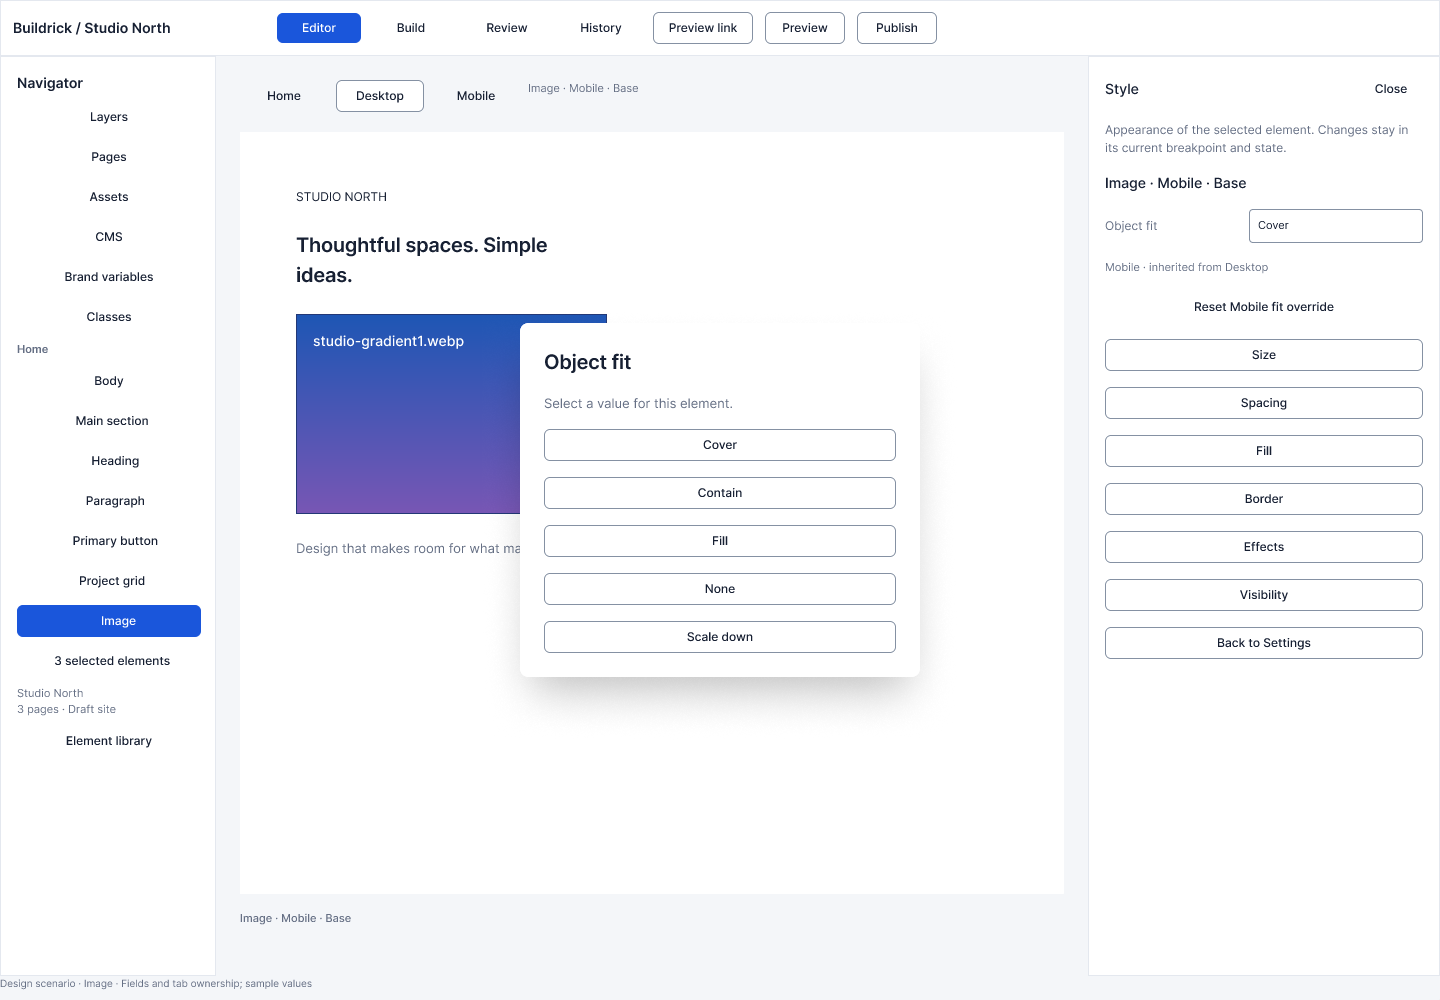 Buildrick / Studio North
Editor
Build
Review
History
Preview link
Preview
Publish
Navigator
Layers
Pages
Assets
CMS
Brand variables
Classes
Home
Body
Main section
Heading
Paragraph
Primary button
Project grid
Image
3 selected elements
Studio North
3 pages · Draft site
Element library
Home
Desktop
Mobile
Image · Mobile · Base
STUDIO NORTH
Thoughtful spaces. Simple
ideas.
studio-gradient1.webp
Design that makes room for what
Object fit
Select a value for this element.
Cover
Contain
Fill
None
Scale down
Image · Mobile · Base
Style
Close
Appearance of the selected element. Changes stay in
its current breakpoint and state.
Image · Mobile · Base
Object fit
Cover
Mobile · inherited from Desktop
Reset Mobile fit override
Size
Spacing
Fill
Border
Effects
Visibility
Back to Settings
Design scenario · Image · Fields and tab ownership; sample values